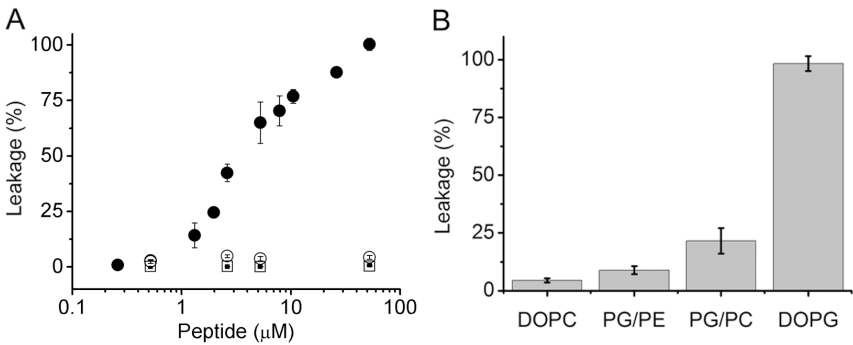 A
Leakage (%)
100
75
50
25
0
0.1 1 10 100
Peptide (μM)
B
Leakage (%)
100
75
50
25
0
DOPC PG/PE PG/PC DOPG